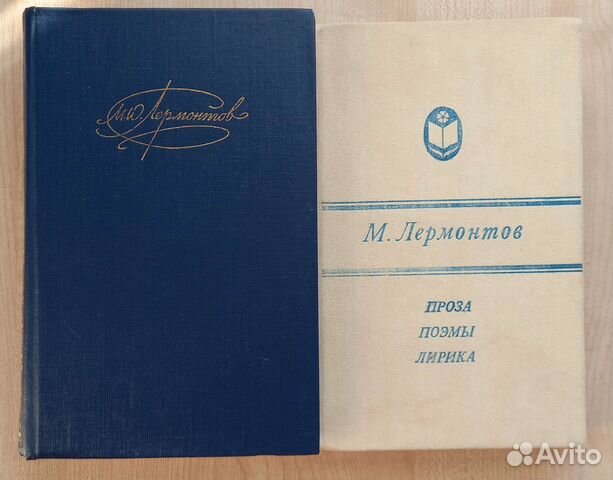 М.Ю.Лермонтов
М. Лермонтов
ПРОЗА
ПОЭМЫ
ЛИРИКА
Avito